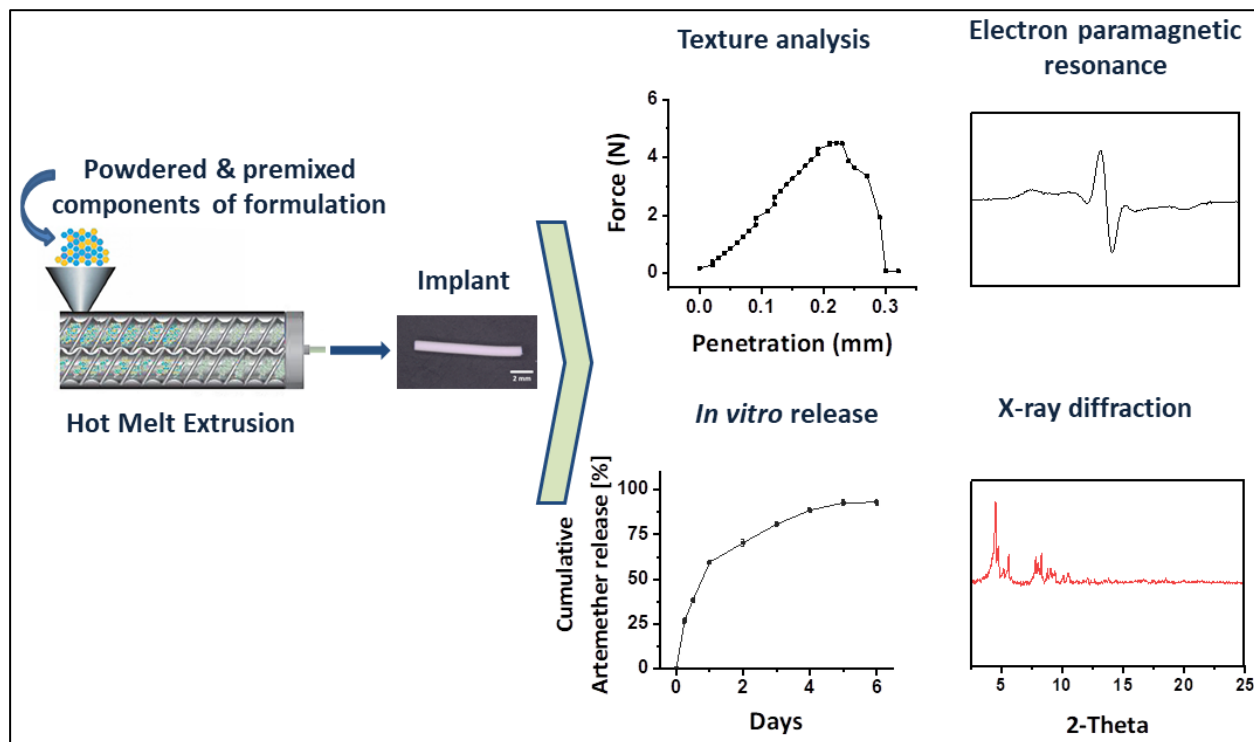 Powdered & premixed
components of formulation
Hot Melt Extrusion
Implant
2 mm
Texture analysis
Force (N)
6
4
2
0
0.0 0.1 0.2 0.3
Penetration (mm)
Electron paramagnetic
resonance
In vitro release
Cumulative
Artemether release [%]
100
75
50
25
0
0 2 4 6
Days
X-ray diffraction
5 10 15 20 25
2-Theta